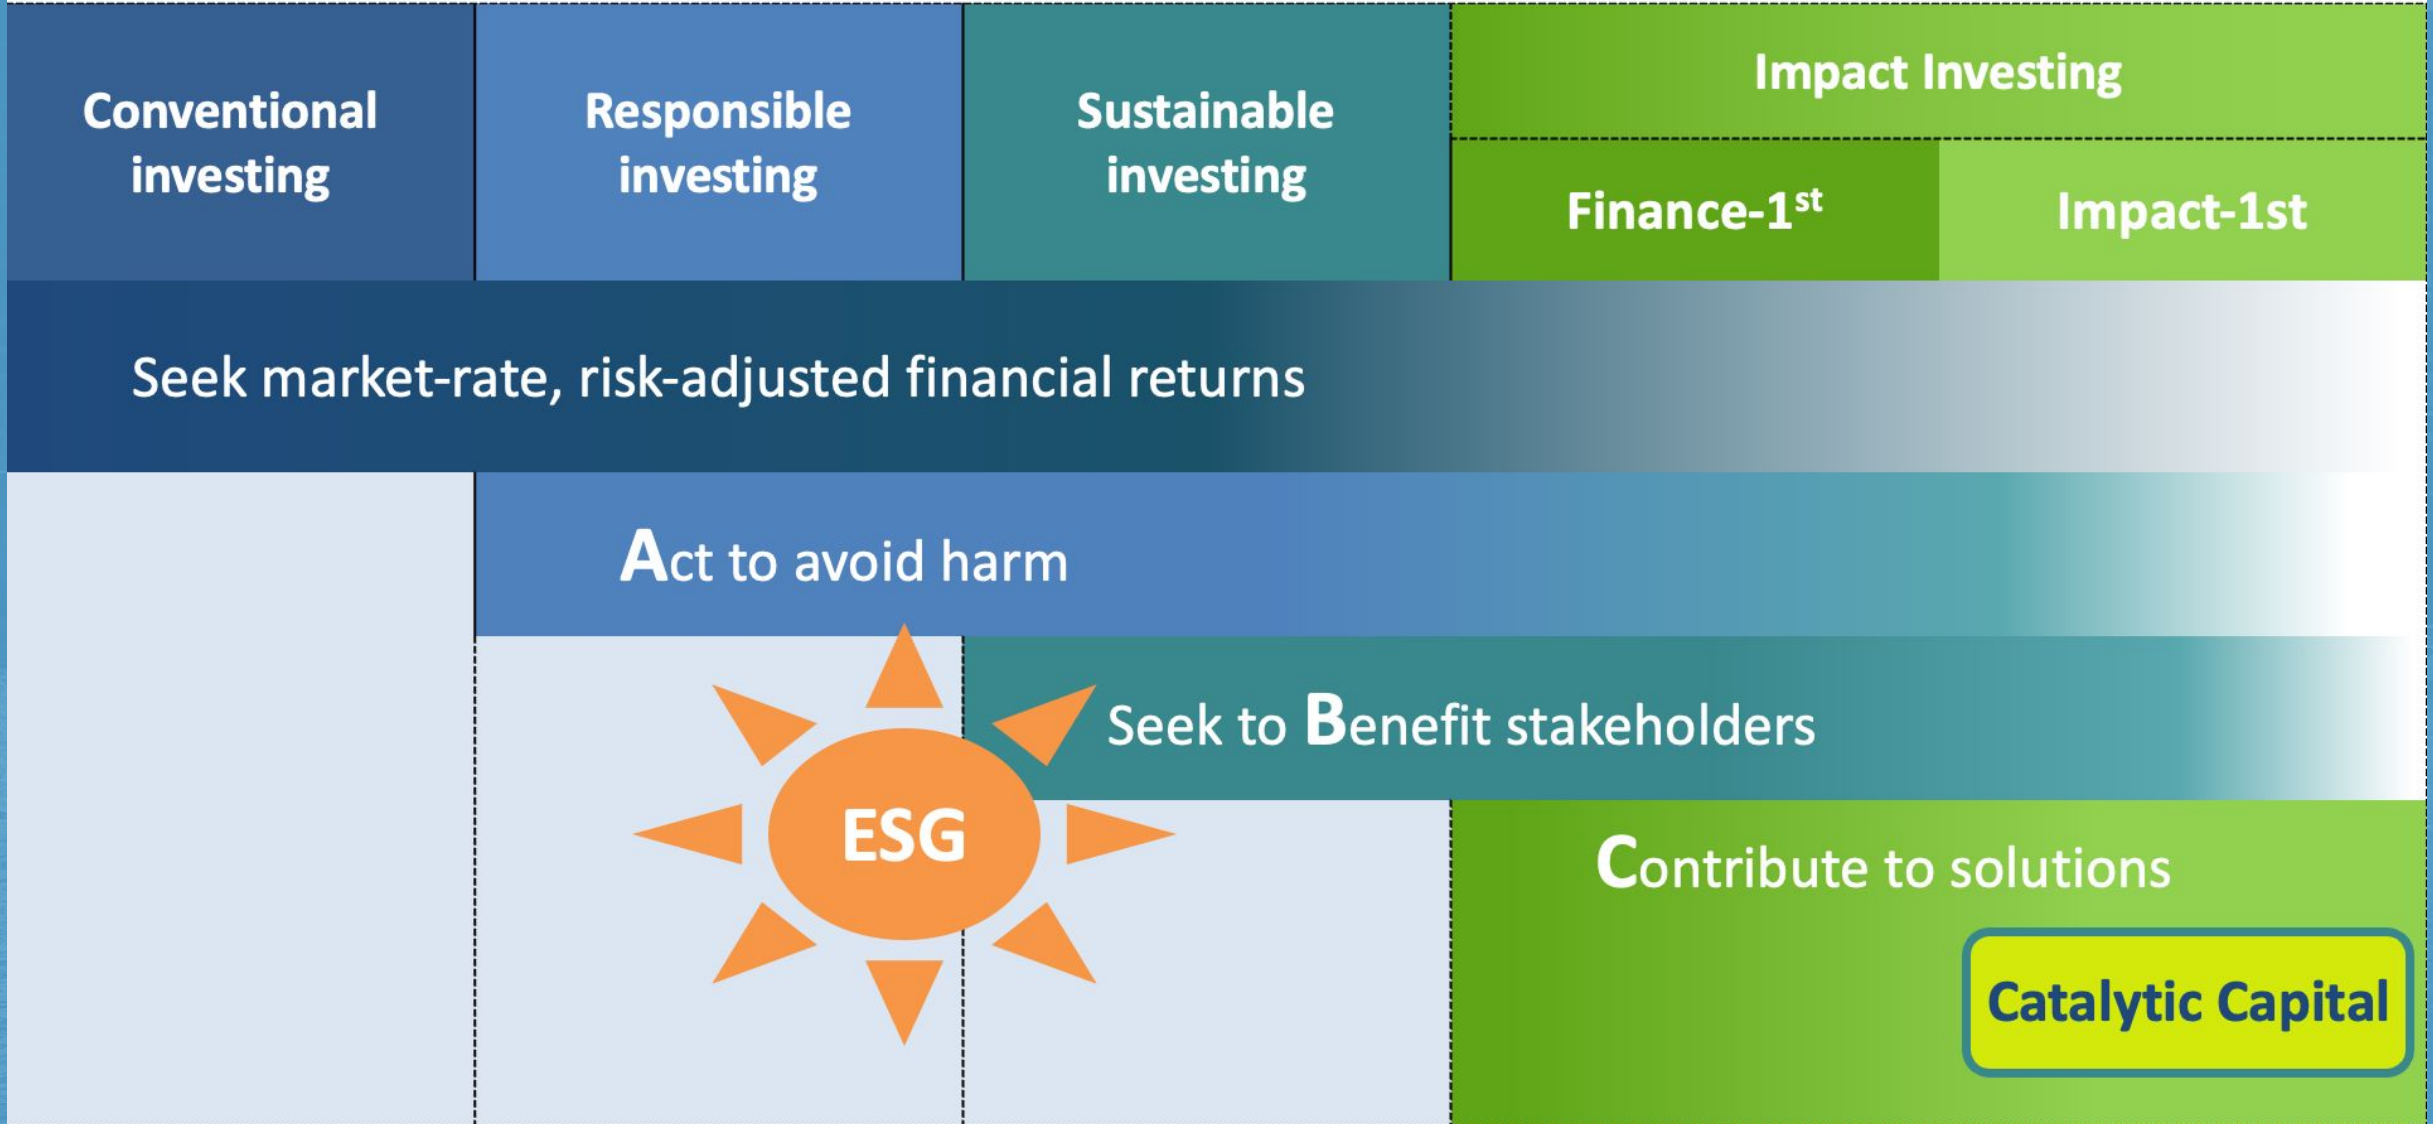 Conventional
investing
Responsible
investing
Sustainable
investing
Impact Investing
Finance-1st
Impact-1st
Seek market-rate, risk-adjusted financial returns
Act to avoid harm
Seek to Benefit stakeholders
ESG
Contribute to solutions
Catalytic Capital